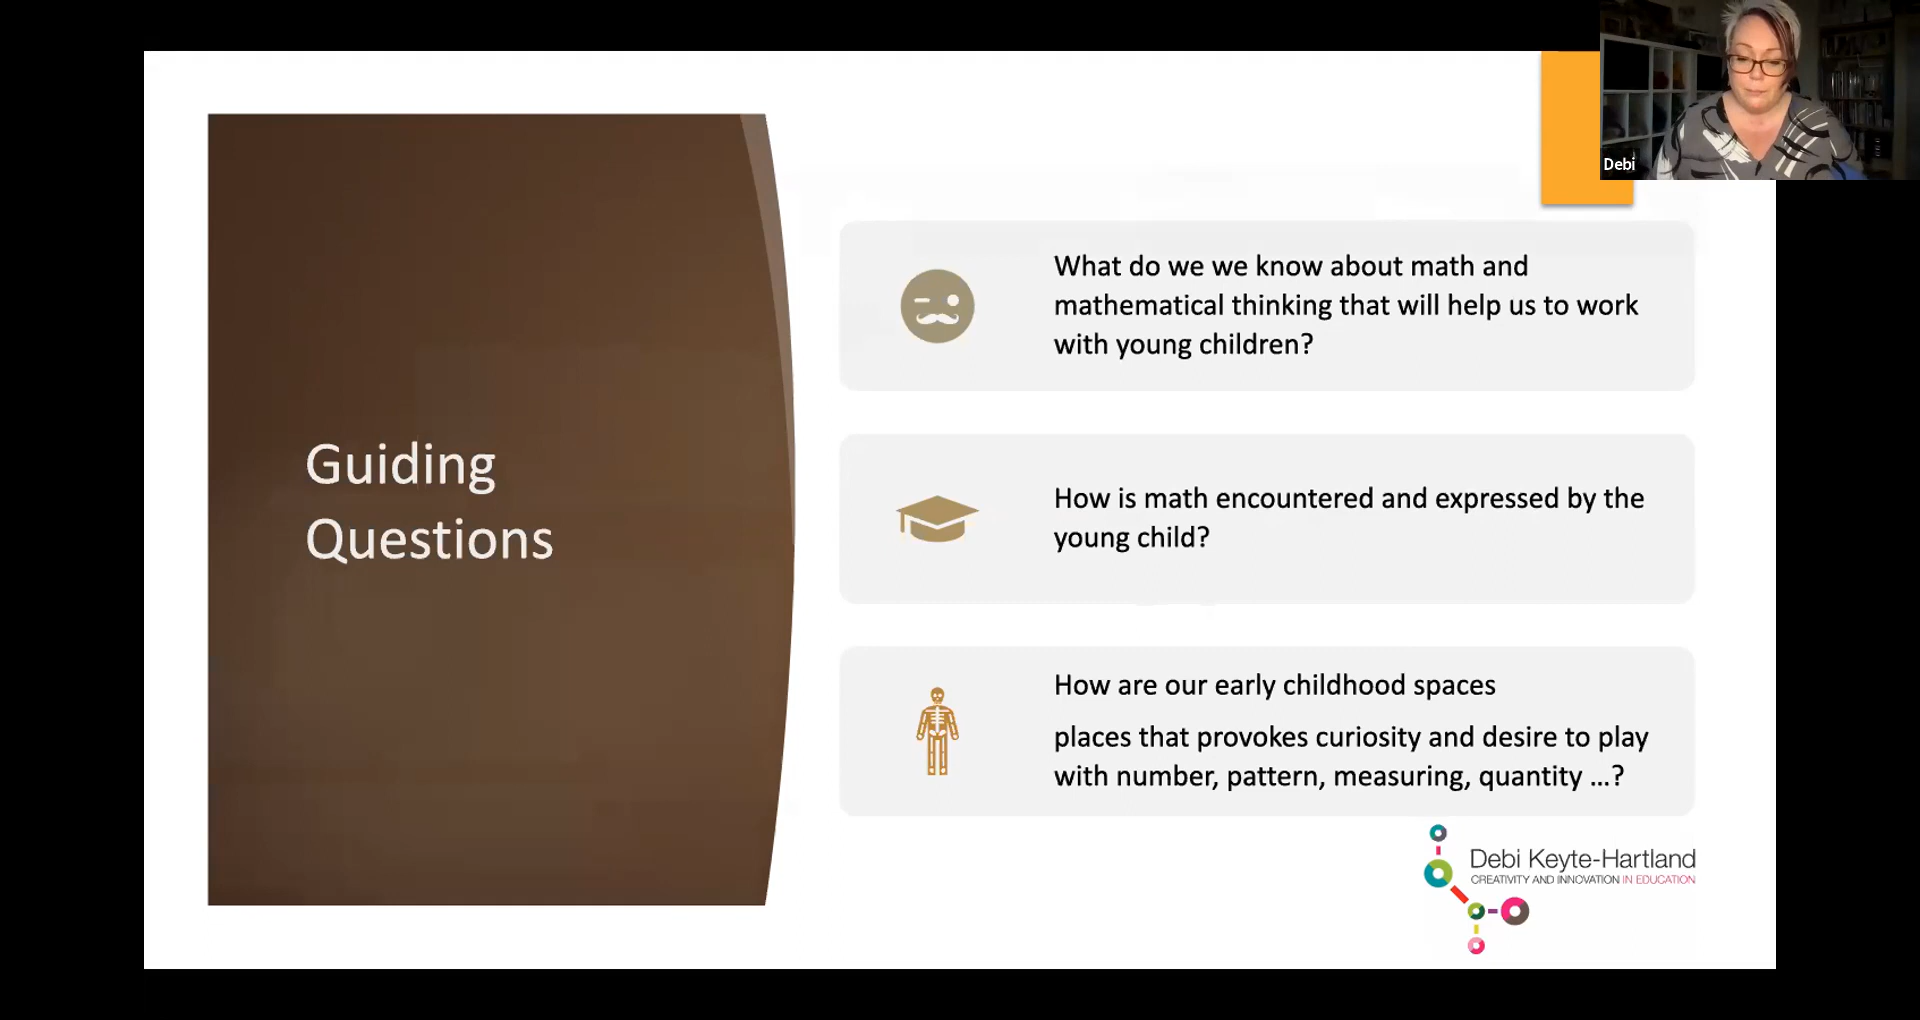 Debi
Guiding
Questions
What do we we know about math and
mathematical thinking that will help us to work
with young children?
How is math encountered and expressed by the
young child?
How are our early childhood spaces
places that provokes curiosity and desire to play
with number, pattern, measuring, quantity ...?
Debi Keyte-Hartland
CREATIVITY AND INNOVATION IN EDUCATION